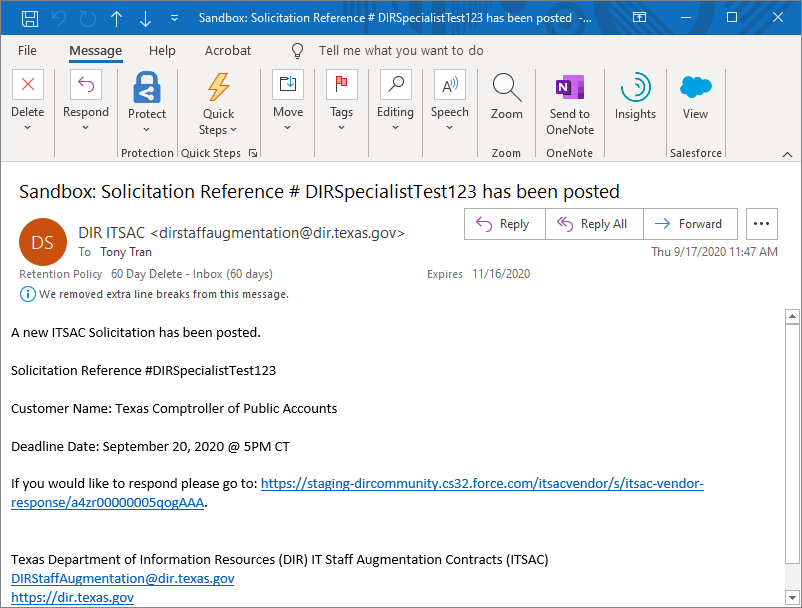 Sandbox: Solicitation Reference # DIRSpecialistTest123 has been posted -...
File Message Help Acrobat Tell me what you want to do
Delete Respond Protect Quick Steps Move Tags Editing Speech Zoom Send to OneNote Insights View
Protection Quick Steps Zoom OneNote Salesforce
Sandbox: Solicitation Reference # DIRSpecialistTest123 has been posted
DS
DIR ITSAC <dirstaffaugmentation@dir.texas.gov>
Reply Reply All Forward ...
To Tony Tran
Thu 9/17/2020 11:47 AM
Retention Policy 60 Day Delete - Inbox (60 days) Expires 11/16/2020
We removed extra line breaks from this message.
A new ITSAC Solicitation has been posted.
Solicitation Reference #DIRSpecialistTest123
Customer Name: Texas Comptroller of Public Accounts
Deadline Date: September 20, 2020 @ 5PM CT
If you would like to respond please go to: https://staging-dircommunity.cs32.force.com/itsacvendor/s/itsac-vendor-
response/a4zr00000005qogAAA.
Texas Department of Information Resources (DIR) IT Staff Augmentation Contracts (ITSAC)
DIRStaffAugmentation@dir.texas.gov
https://dir.texas.gov